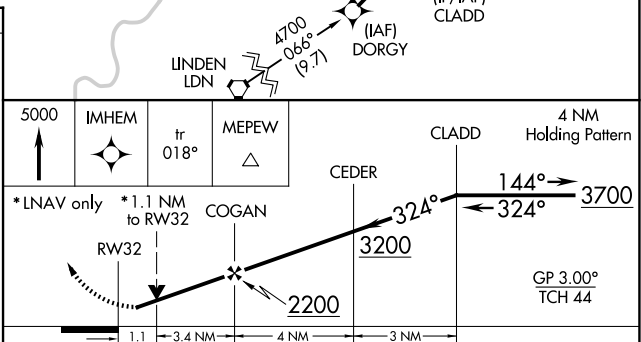 (IF/IAF)
CLADD
4700
066°
(9.7)
(IAF)
DORGY
LINDEN
LDN
5000
IMHEM
tr
018°
MEPEW
4 NM
Holding Pattern
CLADD
CEDER
144°
324°
3700
324°
3200
*LNAV only
*1.1 NM
to RW32
COGAN
RW32
2200
GP 3.00°
TCH 44
1.1
3.4 NM
4 NM
3 NM